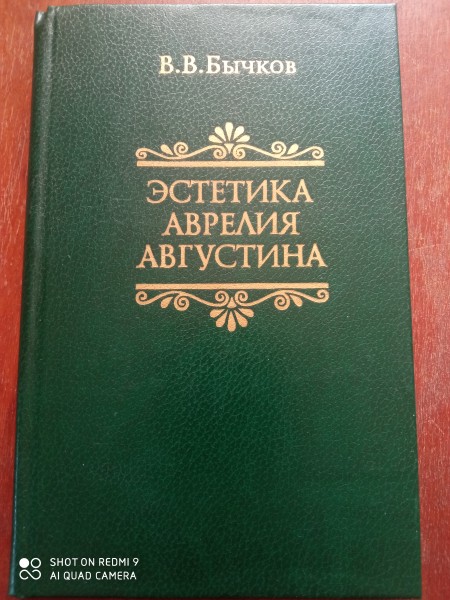 В.В.Бычков
ЭСТЕТИКА
АВРЕЛИЯ
АВГУСТИНА
SHOT ON REDMI 9
AI QUAD CAMERA